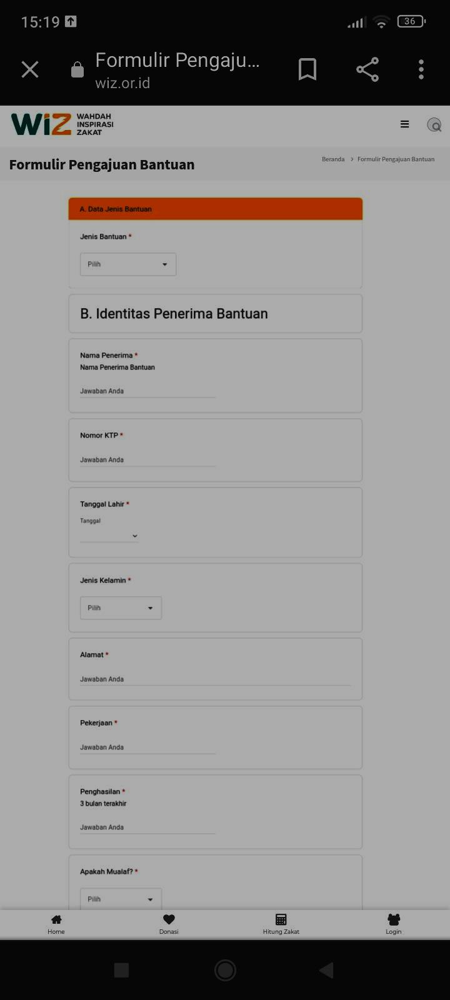 15:19
36
Formulir Pengaju...
wiz.or.id
WiZ WAHDAH
INSPIRASI
ZAKAT
Formulir Pengajuan Bantuan
Beranda > Formulir Pengajuan Bantuan
A. Data Jenis Bantuan
Jenis Bantuan *
Pilih
B. Identitas Penerima Bantuan
Nama Penerima *
Nama Penerima Bantuan
Jawaban Anda
Nomor KTP *
Jawaban Anda
Tanggal Lahir *
Tanggal
Jenis Kelamin *
Pilih
Alamat *
Jawaban Anda
Pekerjaan *
Jawaban Anda
Penghasilan *
3 bulan terakhir
Jawaban Anda
Apakah Mualaf? *
Pilih
Home
Donasi
Hitung Zakat
Login